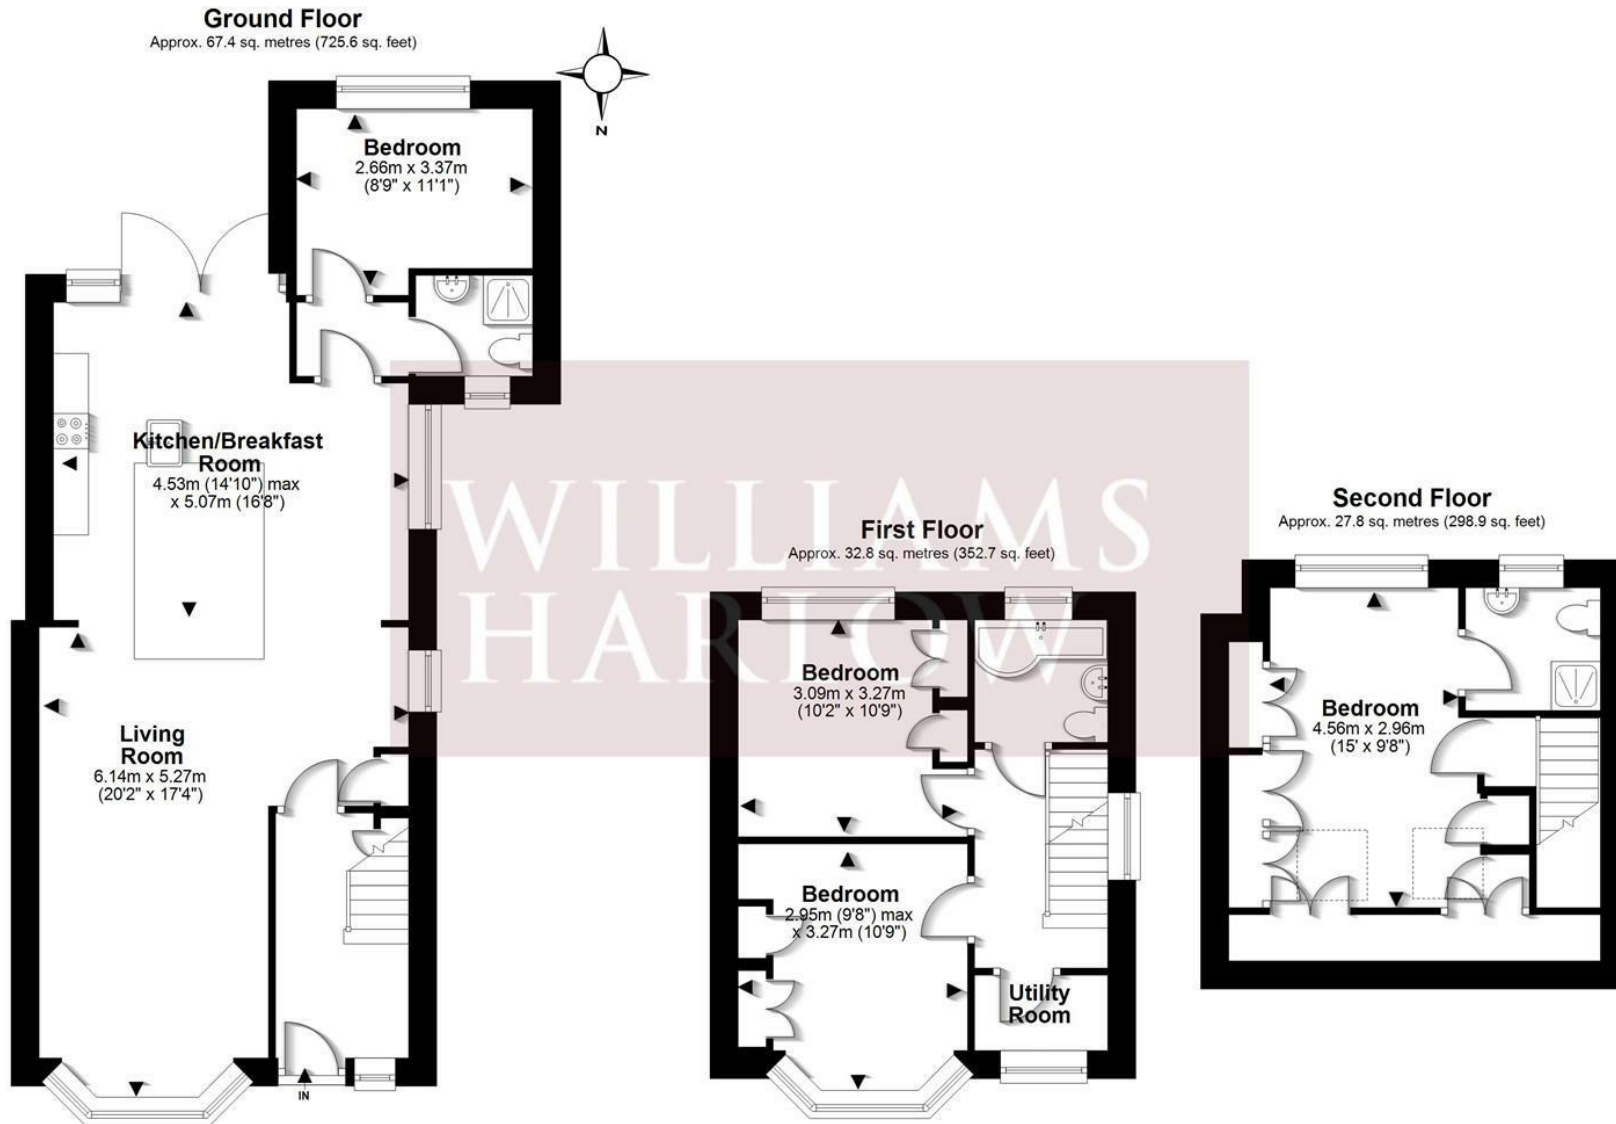 Ground Floor
Approx. 67.4 sq. metres (725.6 sq. feet)
N
Bedroom
2.66m x 3.37m
(8'9" x 11'1")
Kitchen/Breakfast
Room
4.53m (14'10") max
x 5.07m (16'8")
Living
Room
6.14m x 5.27m
(20'2" x 17'4")
IN
WILLIAMS
HARLOW
First Floor
Approx. 32.8 sq. metres (352.7 sq. feet)
Bedroom
3.09m x 3.27m
(10'2" x 10'9")
Bedroom
2.95m (9'8") max
x 3.27m (10'9")
Utility
Room
Second Floor
Approx. 27.8 sq. metres (298.9 sq. feet)
Bedroom
4.56m x 2.96m
(15' x 9'8")